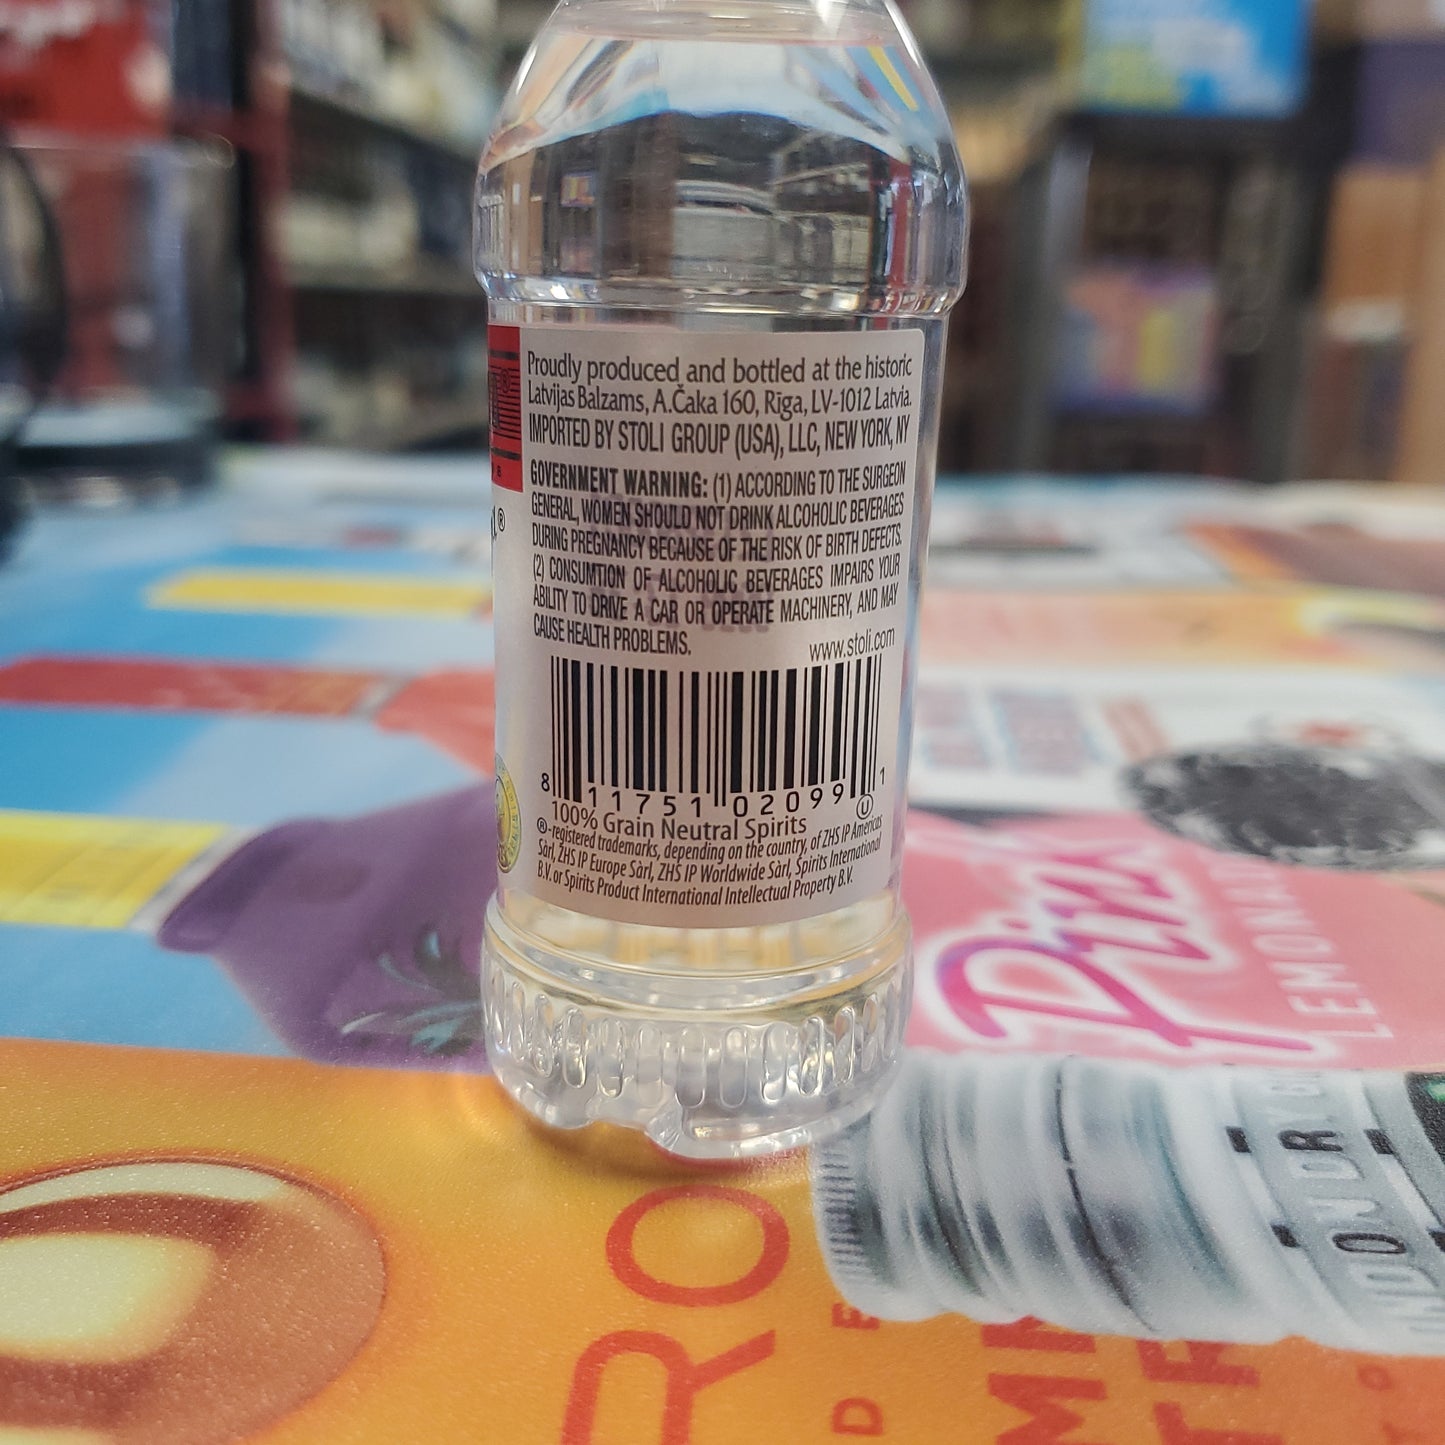 Proudly produced and bottled at the historic
Latvijas Balzams, A.Čaka 160, Rīga, LV-1012 Latvia.
IMPORTED BY STOLI GROUP (USA), LLC, NEW YORK, NY
GOVERNMENT WARNING: (1) ACCORDING TO THE SURGEON
GENERAL, WOMEN SHOULD NOT DRINK ALCOHOLIC BEVERAGES
DURING PREGNANCY BECAUSE OF THE RISK OF BIRTH DEFECTS.
(2) CONSUMTION OF ALCOHOLIC BEVERAGES IMPAIRS YOUR
ABILITY TO DRIVE A CAR OR OPERATE MACHINERY, AND MAY
CAUSE HEALTH PROBLEMS.
www.stoli.com
8 11751 02099 1
U
100% Grain Neutral Spirits
®-registered trademarks, depending on the country, of ZHS IP Americas
Sàrl, ZHS IP Europe Sàrl, ZHS IP Worldwide Sàrl, Spirits International
B.V. or Spirits Product International Intellectual Property B.V.
Pink
LEMONAD
RO